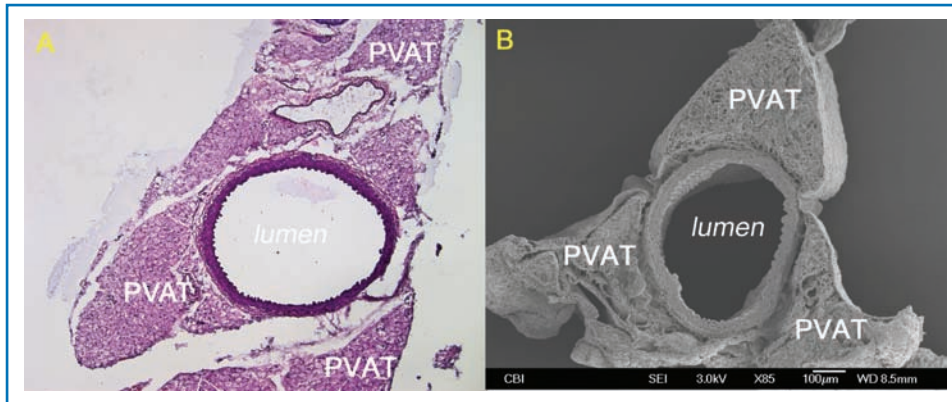 A
PVAT
lumen
PVAT
PVAT
B
PVAT
lumen
PVAT
PVAT
CBI SEI 3.0kV X85 100μm WD 8.5mm